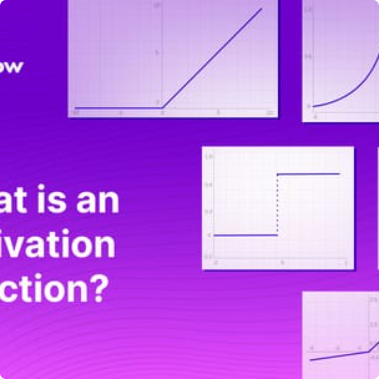 ow
at is an
ivation
ction?